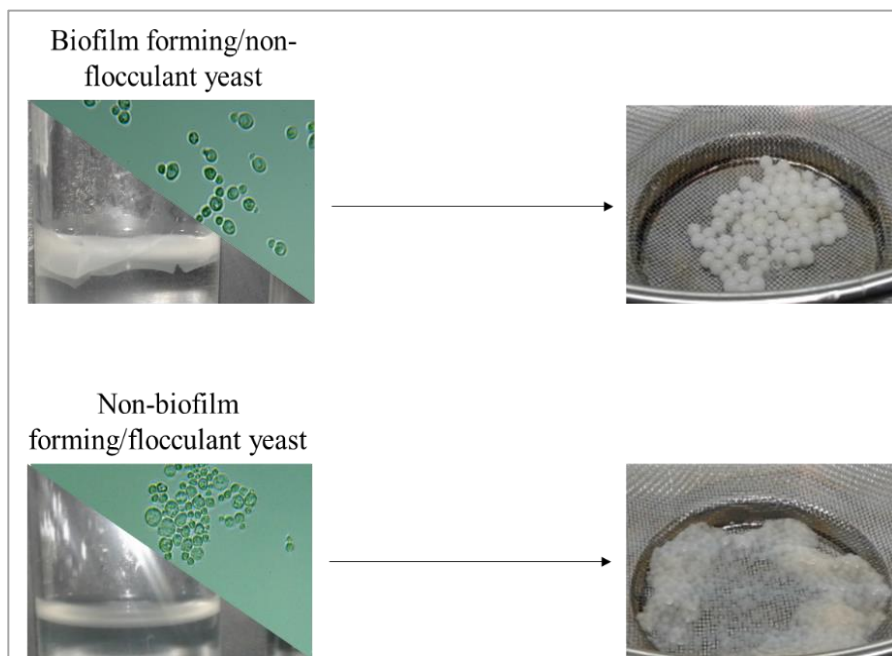 Biofilm forming/non-
flocculant yeast
Non-biofilm
forming/flocculant yeast